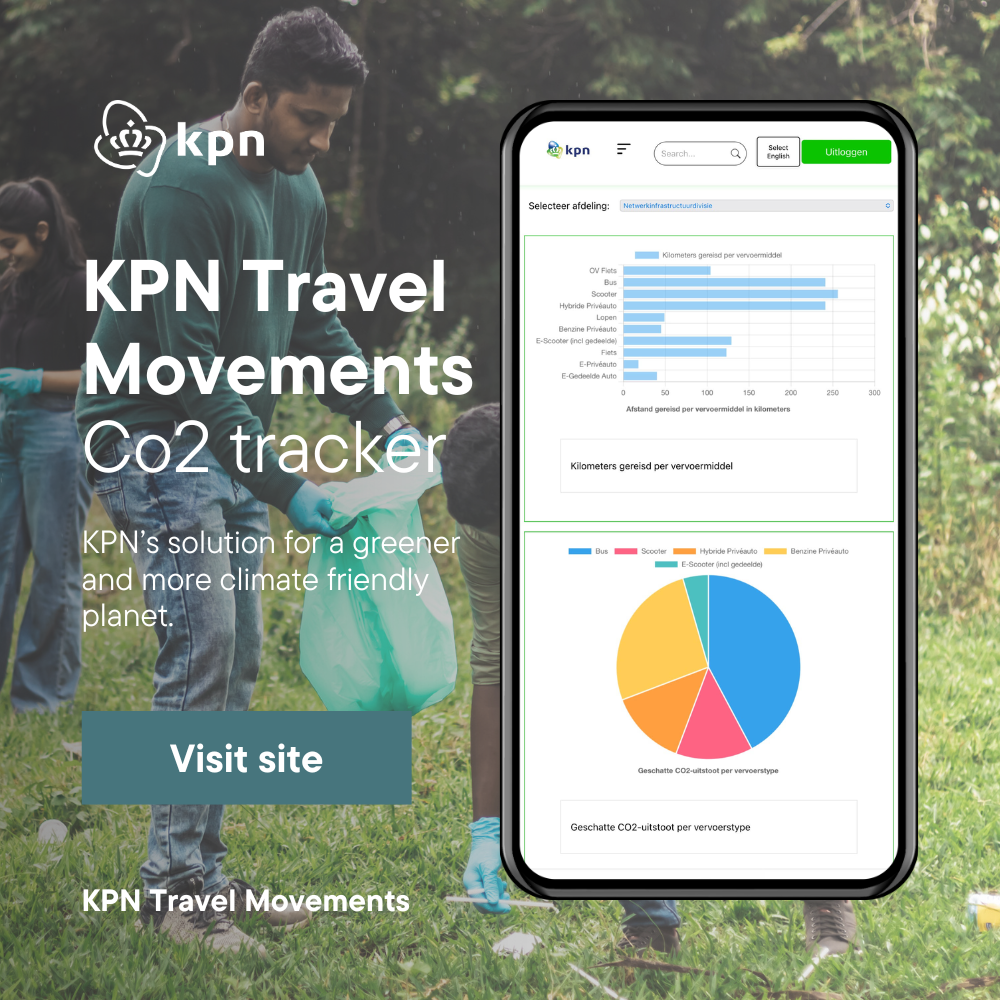 kpn
KPN Travel
Movements
Co2 tracker
KPN's solution for a greener
and more climate friendly
planet.
Visit site
KPN Travel Movements
kpn
Search...
Select
English
Uitloggen
Selecteer afdeling:
Netwerkinfrastructuurdivisie
Kilometers gereisd per vervoermiddel
OV Fiets
Bus
Scooter
Hybride Privéauto
Lopen
Benzine Privéauto
E-Scooter (incl gedeelde)
Fiets
E-Privéauto
E-Gedeelde Auto
0 50 100 150 200 250 300
Afstand gereisd per vervoermiddel in kilometers
Kilometers gereisd per vervoermiddel
Bus Scooter Hybride Privéauto Benzine Privéauto
E-Scooter (incl gedeelde)
Geschatte CO2-uitstoot per vervoerstype
Geschatte CO2-uitstoot per vervoerstype